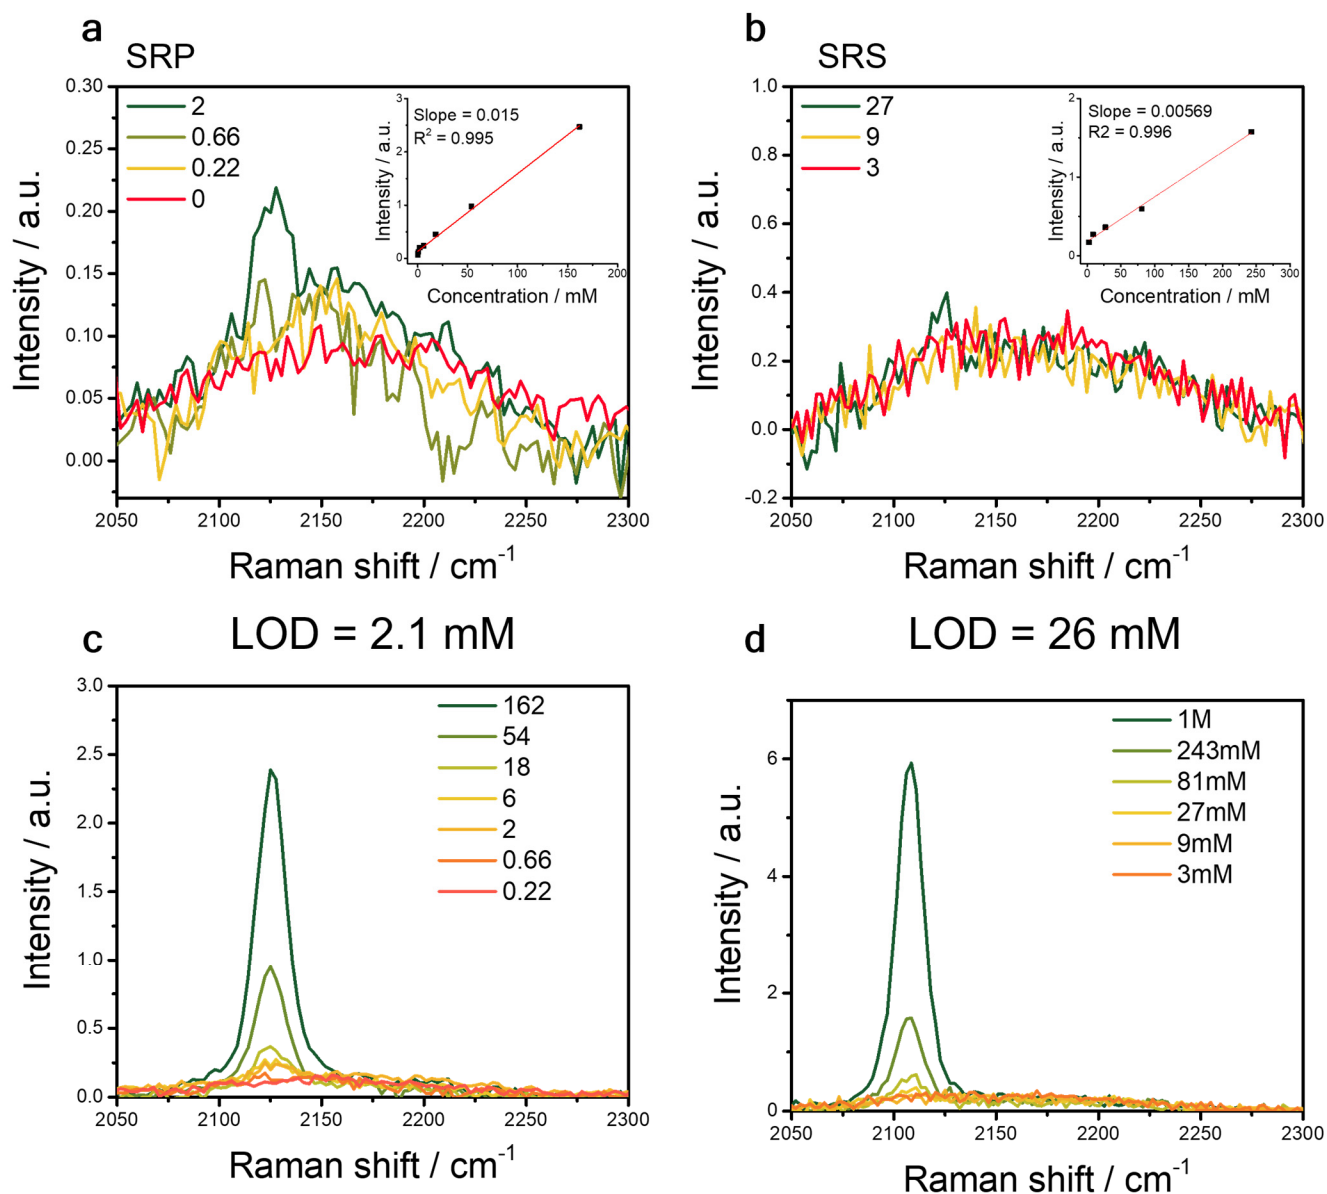 a
SRP
0.30
0.25
0.20
0.15
0.10
0.05
0.00
Intensity / a.u.
2
0.66
0.22
0
Slope = 0.015
R² = 0.995
3
2
1
0
Intensity / a.u.
0 50 100 150 200
Concentration / mM
2050 2100 2150 2200 2250 2300
Raman shift / cm⁻¹
b
SRS
1.0
0.8
0.6
0.4
0.2
0.0
-0.2
Intensity / a.u.
27
9
3
Slope = 0.00569
R2 = 0.996
2
1
0
Intensity / a.u.
0 50 100 150 200 250 300
Concentration / mM
2050 2100 2150 2200 2250 2300
Raman shift / cm⁻¹
c
LOD = 2.1 mM
3.0
2.5
2.0
1.5
1.0
0.5
0.0
Intensity / a.u.
162
54
18
6
2
0.66
0.22
2050 2100 2150 2200 2250 2300
Raman shift / cm⁻¹
d
LOD = 26 mM
6
4
2
0
Intensity / a.u.
1M
243mM
81mM
27mM
9mM
3mM
2050 2100 2150 2200 2250 2300
Raman shift / cm⁻¹